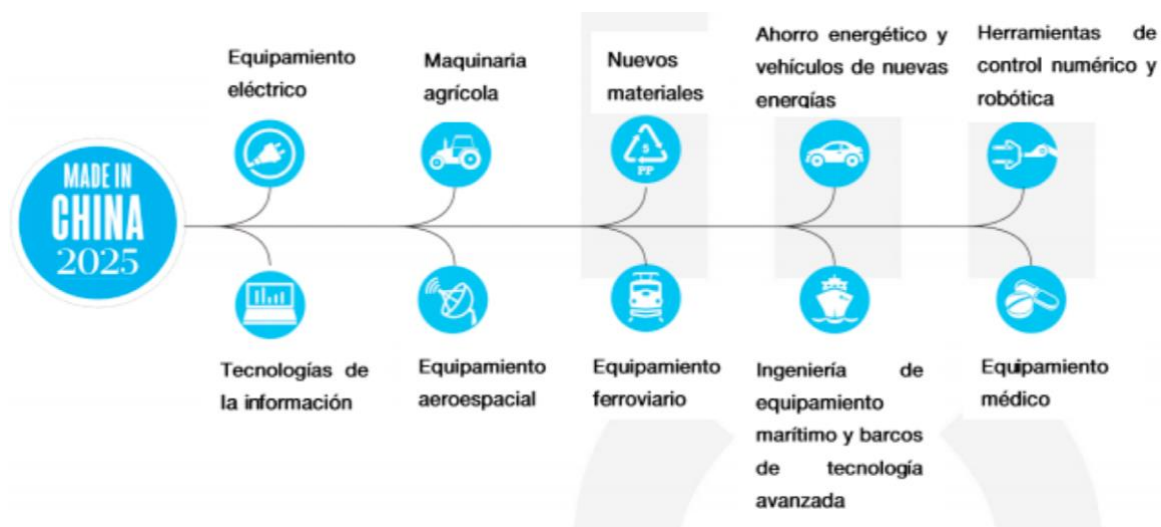 MADE IN
CHINA
2025
Equipamiento
eléctrico
Maquinaria
agrícola
Nuevos
materiales
Ahorro energético y
vehículos de nuevas
energías
Herramientas de
control numérico y
robótica
5
PP
Tecnologías de
la información
Equipamiento
aeroespacial
Equipamiento
ferroviario
Ingeniería de
equipamiento
marítimo y barcos
de tecnología
avanzada
Equipamiento
médico